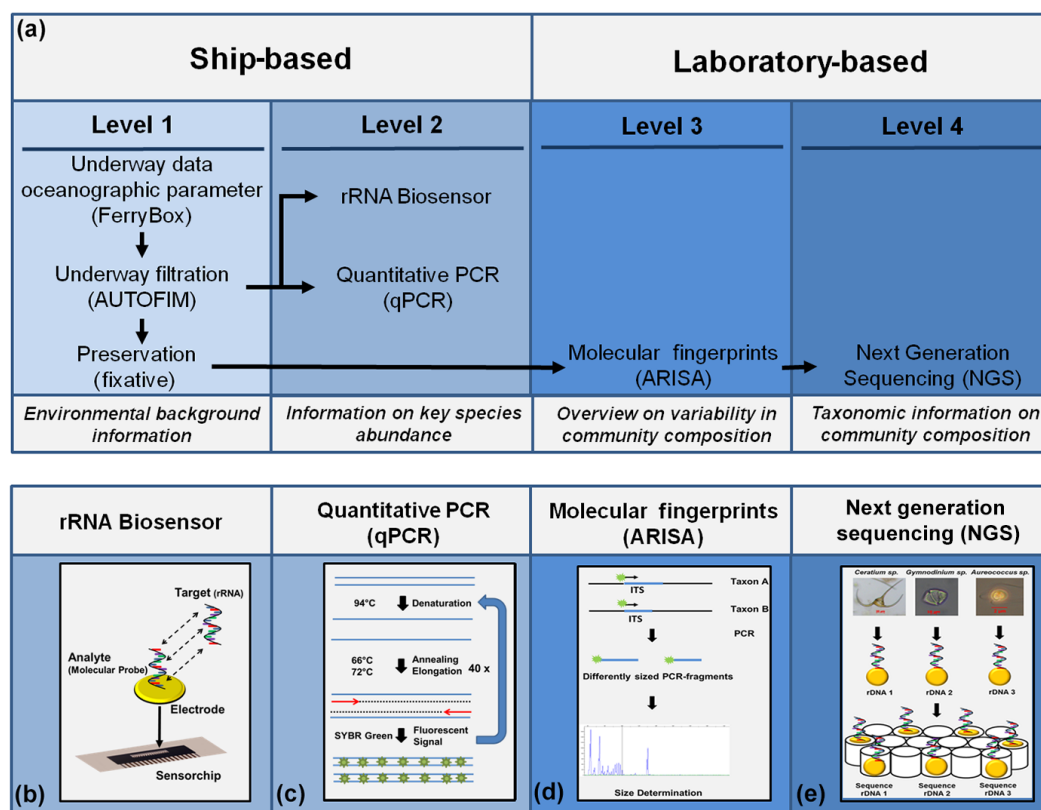 (a)
Ship-based
Laboratory-based
Level 1
Level 2
Level 3
Level 4
Underway data
oceanographic parameter
(FerryBox)
Underway filtration
(AUTOFIM)
Preservation
(fixative)
rRNA Biosensor
Quantitative PCR
(qPCR)
Molecular fingerprints
(ARISA)
Next Generation
Sequencing (NGS)
Environmental background
information
Information on key species
abundance
Overview on variability in
community composition
Taxonomic information on
community composition
rRNA Biosensor
Target (rRNA)
Analyte
(Molecular Probe)
Electrode
Sensorchip
(b)
Quantitative PCR
(qPCR)
94°C
Denaturation
66°C
72°C
Annealing
Elongation
40 x
SYBR Green
Fluorescent
Signal
(c)
Molecular fingerprints
(ARISA)
ITS
Taxon A
ITS
Taxon B
PCR
Differently sized PCR-fragments
Size Determination
(d)
Next generation
sequencing (NGS)
Ceratium sp.
Gymnodinium sp.
Aureococcus sp.
rDNA 1
rDNA 2
rDNA 3
Sequence
rDNA 1
Sequence
rDNA 2
Sequence
rDNA 3
(e)